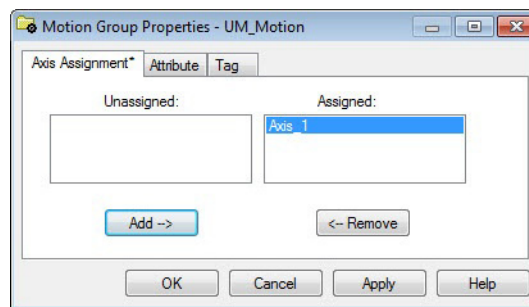 Motion Group Properties - UM_Motion
Axis Assignment* Attribute Tag
Unassigned: Assigned:
Axis_1
Add --> <-- Remove
OK Cancel Apply Help